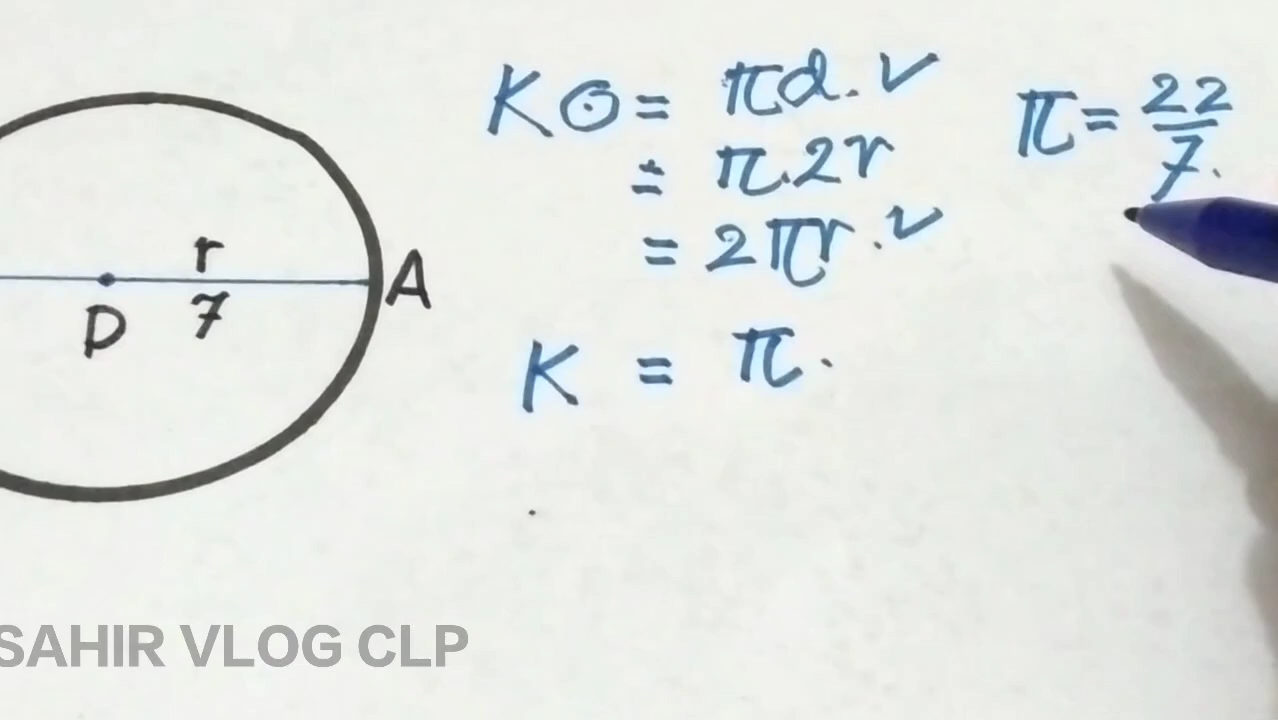 K⊙ = πd. ✓
= π.2r
= 2πr. ✓
π = 22/7.
K = π.
r
7
D
A
SAHIR VLOG CLP